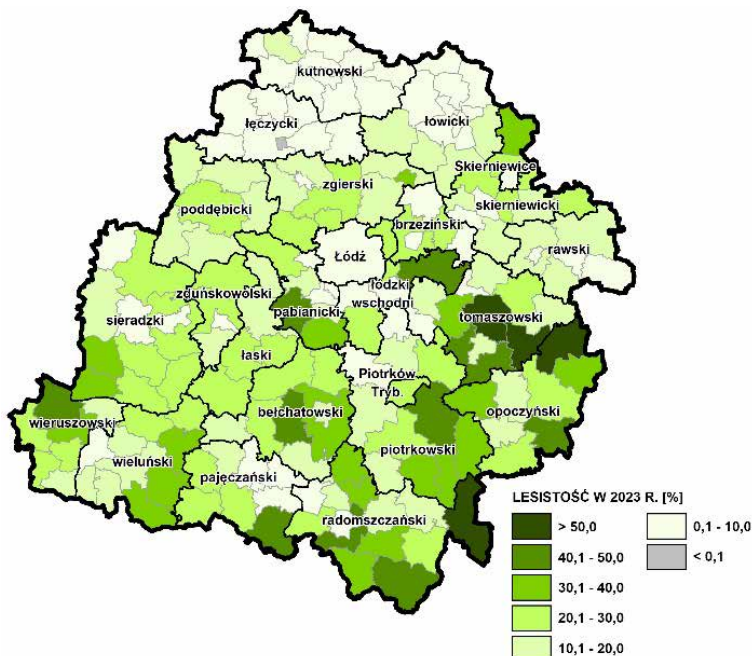 kutnowski
łęczycki
łowicki
Skierniewice
zgierski
poddębicki
skierniewicki
brzeziński
rawski
Łódź
łódzki
wschodni
zduńskowolski
pabianicki
sieradzki
tomaszowski
łaski
Piotrków
Tryb.
bełchatowski
opoczyński
wieruszowski
piotrkowski
wieluński
pajęczański
radomszczański
LESISTOŚĆ W 2023 R. [%]
> 50,0
0,1 - 10,0
40,1 - 50,0
< 0,1
30,1 - 40,0
20,1 - 30,0
10,1 - 20,0